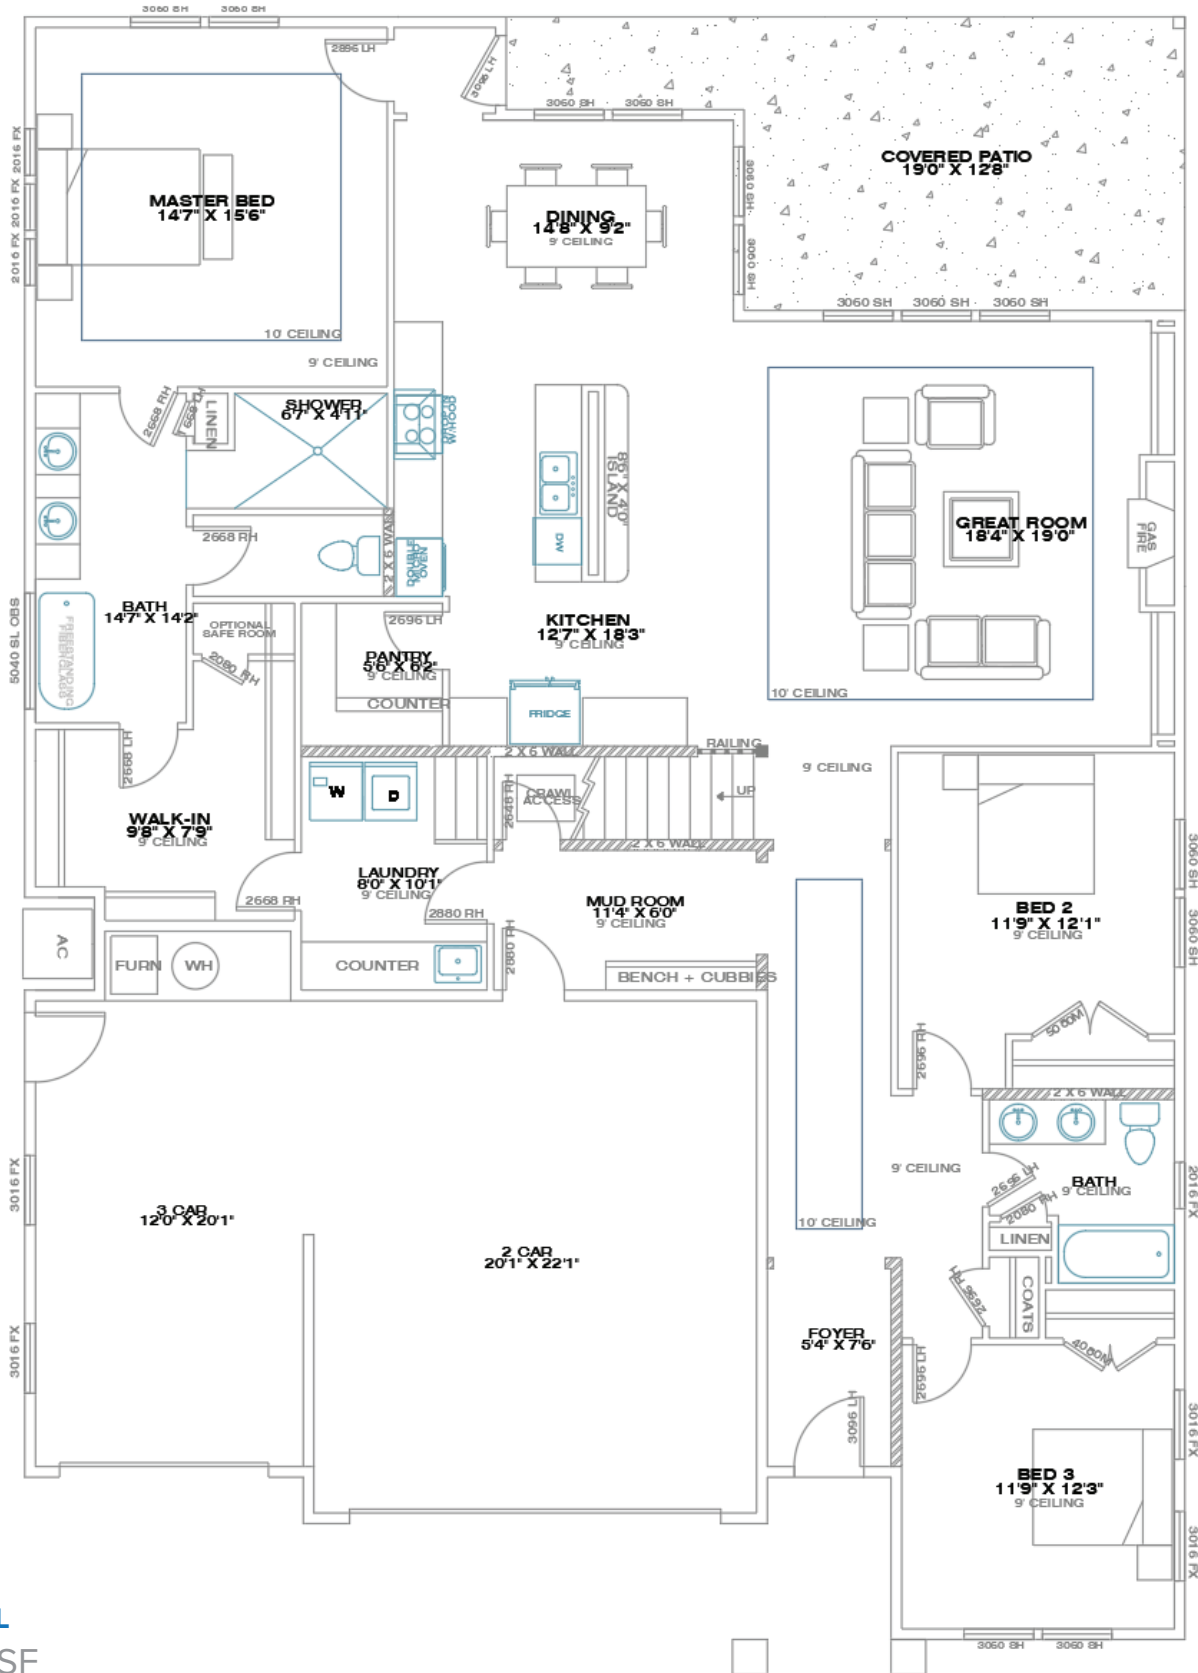 3060 SH
3060 SH
2896 LH
3096 LH
3060 SH
3060 SH
COVERED PATIO
19'0" X 12'8"
3060 SH
3060 SH
2016 FX
2016 FX
2016 FX
MASTER BED
14'7" X 15'6"
DINING
14'8" X 9'2"
9' CEILING
3060 SH
3060 SH
3060 SH
10' CEILING
9' CEILING
2668 RH
LINEN
SHOWER
6'7" X 4'11"
W/HOOD
8'6" X 4'0"
ISLAND
GREAT ROOM
18'4" X 19'0"
GAS
FIRE
2668 RH
2 X 6 WALL
DOUBLE
MICRO
OVEN
DW
5040 SL OBS
BATH
14'7" X 14'2"
FREESTANDING
FIBERGLASS
OPTIONAL
SAFE ROOM
2080 RH
2696 LH
KITCHEN
12'7" X 18'3"
9' CEILING
PANTRY
5'6" X 6'2"
9' CEILING
COUNTER
FRIDGE
10' CEILING
2668 LH
2 X 6 WALL
RAILING
9' CEILING
W
D
2648 RH
CRAWL
ACCESS
UP
WALK-IN
9'8" X 7'9"
9' CEILING
2 X 6 WALL
3060 SH
3060 SH
LAUNDRY
8'0" X 10'1"
9' CEILING
2668 RH
2880 RH
MUD ROOM
11'4" X 6'0"
9' CEILING
BED 2
11'9" X 12'1"
9' CEILING
AC
FURN
WH
COUNTER
2880 RH
BENCH + CUBBIES
2696 RH
2 X 6 WALL
9' CEILING
2696 LH
2080 RH
BATH
9' CEILING
2016 FX
3016 FX
3 CAR
12'0" X 20'1"
2 CAR
20'1" X 22'1"
10' CEILING
LINEN
2696 RH
COATS
3016 FX
FOYER
5'4" X 7'6"
2696 LH
3096 LH
3016 FX
BED 3
11'9" X 12'3"
9' CEILING
3016 FX
3060 SH
3060 SH
L
SF